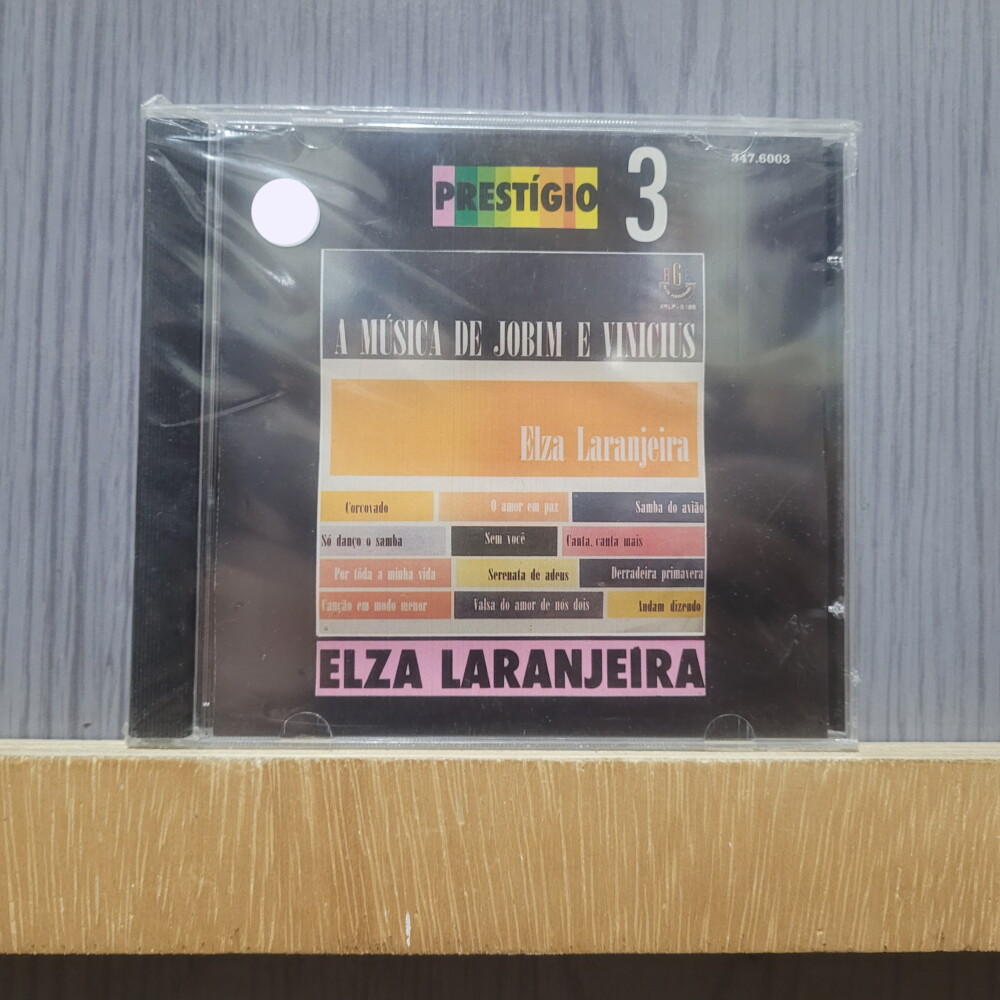 PRESTÍGIO 3
347.6003
RGE
A MÚSICA DE JOBIM E VINICIUS
Elza Laranjeira
Corcovado O amor em paz Samba do avião
Só danço o samba Sem você Canta, canta mais
Por tôda a minha vida Serenata de adeus Derradeira primavera
Canção em modo menor Valsa do amor de nós dois Andam dizendo
ELZA LARANJEIRA